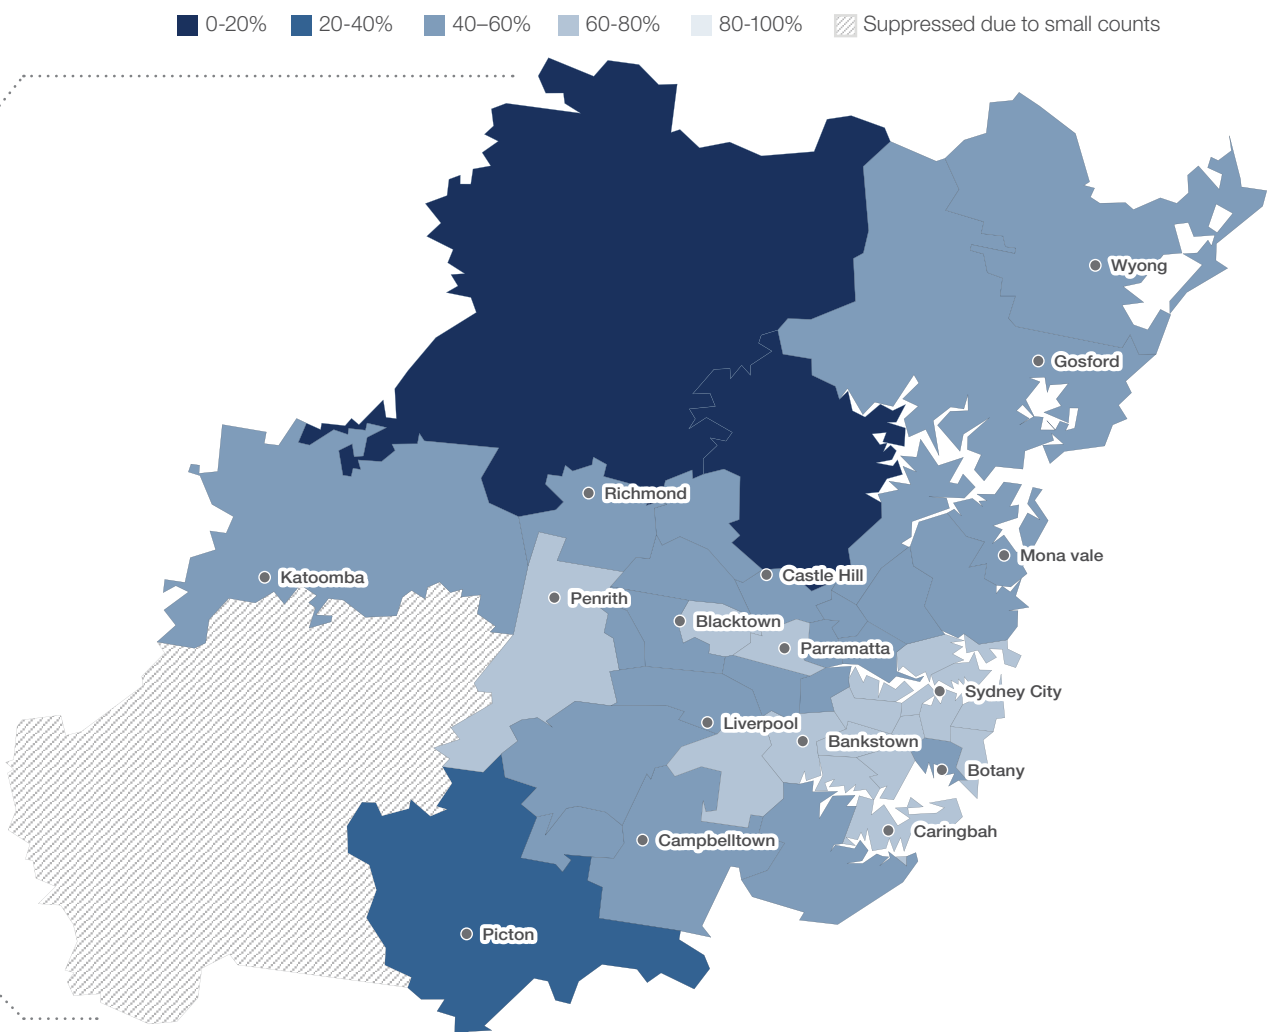 0-20% 20-40% 40–60% 60-80% 80-100% Suppressed due to small counts
Wyong
Gosford
Richmond
Mona vale
Castle Hill
Katoomba
Penrith
Blacktown
Parramatta
Sydney City
Liverpool
Bankstown
Botany
Caringbah
Campbelltown
Picton